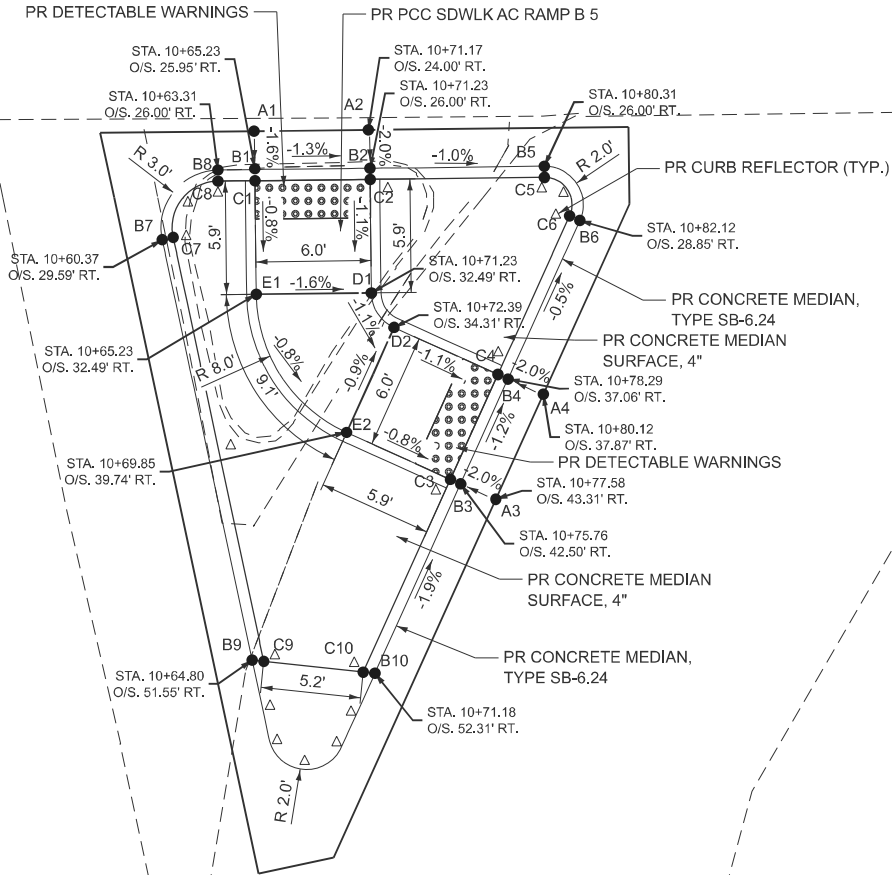 PR DETECTABLE WARNINGS
PR PCC SDWLK AC RAMP B 5
STA. 10+65.23
O/S. 25.95' RT.
STA. 10+71.17
O/S. 24.00' RT.
STA. 10+63.31
O/S. 26.00' RT.
STA. 10+71.23
O/S. 26.00' RT.
STA. 10+80.31
O/S. 26.00' RT.
A1
A2
-1.6%
-2.0%
R 3.0'
B8
B1
-1.3%
B2
-1.0%
B5
R 2.0'
PR CURB REFLECTOR (TYP.)
C8
C1
C2
C5
C6
B6
B7
C7
-0.8%
-1.1%
5.9'
5.9'
6.0'
STA. 10+82.12
O/S. 28.85' RT.
STA. 10+60.37
O/S. 29.59' RT.
E1
-1.6%
D1
STA. 10+71.23
O/S. 32.49' RT.
-0.5%
PR CONCRETE MEDIAN,
TYPE SB-6.24
STA. 10+72.39
O/S. 34.31' RT.
-1.1%
D2
PR CONCRETE MEDIAN
SURFACE, 4"
STA. 10+65.23
O/S. 32.49' RT.
-0.8%
R 8.0'
9.1'
-0.9%
-1.1%
C4
-2.0%
B4
A4
STA. 10+78.29
O/S. 37.06' RT.
6.0'
-1.2%
STA. 10+80.12
O/S. 37.87' RT.
E2
-0.8%
PR DETECTABLE WARNINGS
STA. 10+69.85
O/S. 39.74' RT.
-2.0%
C3
B3
A3
STA. 10+77.58
O/S. 43.31' RT.
5.9'
STA. 10+75.76
O/S. 42.50' RT.
-1.9%
PR CONCRETE MEDIAN
SURFACE, 4"
B9
C9
C10
B10
PR CONCRETE MEDIAN,
TYPE SB-6.24
STA. 10+64.80
O/S. 51.55' RT.
5.2'
STA. 10+71.18
O/S. 52.31' RT.
R 2.0'